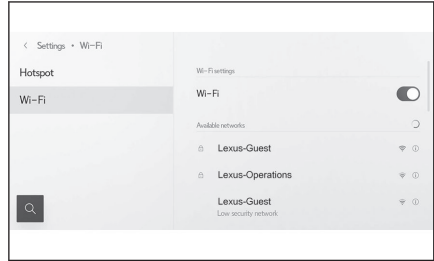 < Settings • Wi-Fi
Hotspot
Wi-Fi
Wi-Fi settings
Wi-Fi
Available networks
Lexus-Guest
Lexus-Operations
Lexus-Guest
Low security network